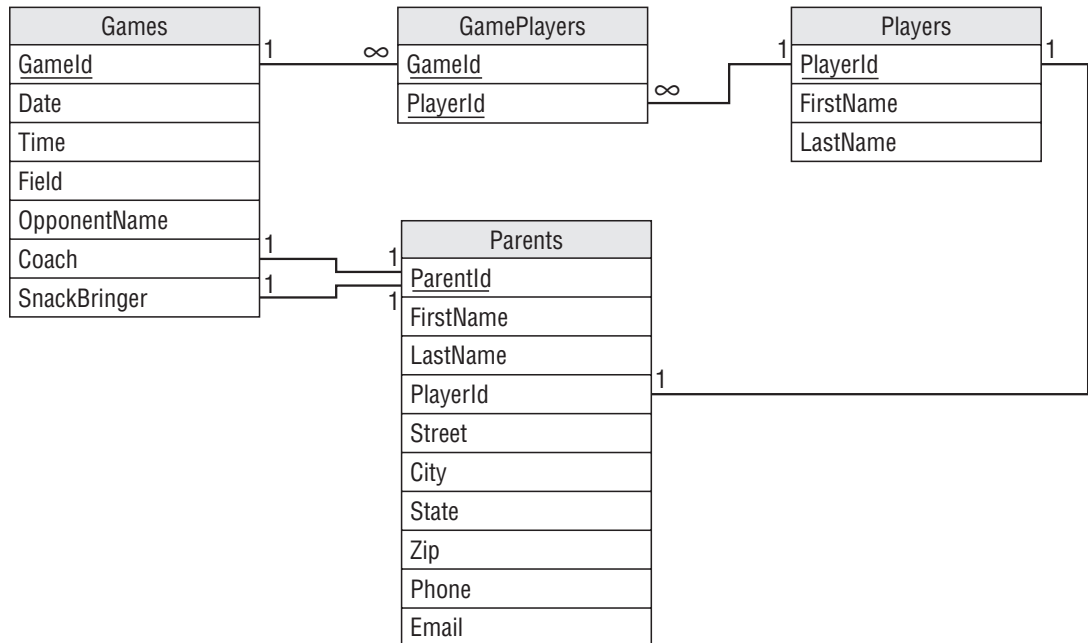 Games
GameId
Date
Time
Field
OpponentName
Coach
SnackBringer
1
∞
GamePlayers
GameId
PlayerId
∞
1
Players
1
PlayerId
FirstName
LastName
1
1
1
1
Parents
ParentId
FirstName
LastName
PlayerId
1
Street
City
State
Zip
Phone
Email